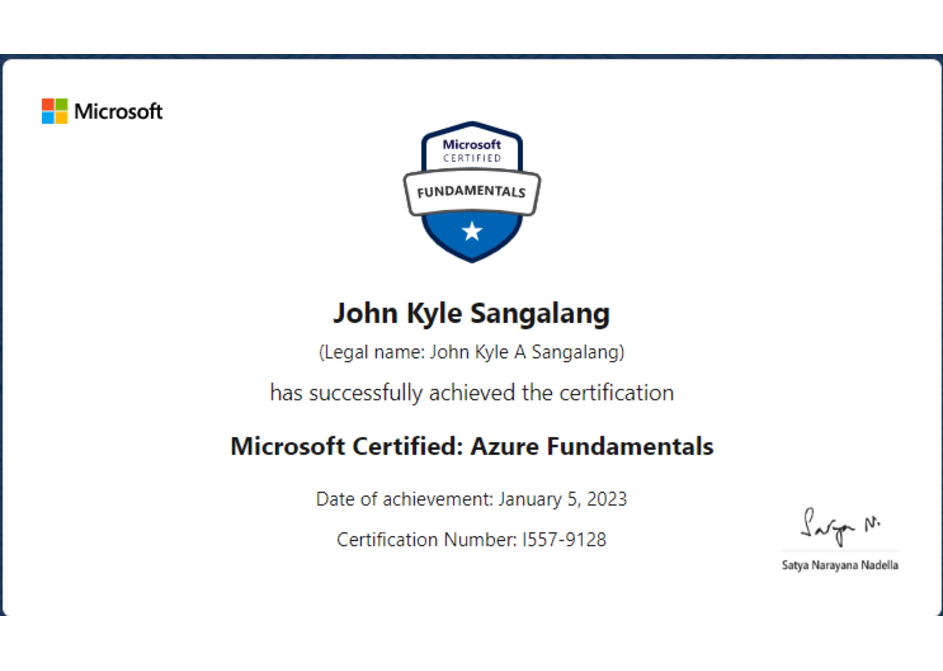 Microsoft
Microsoft
CERTIFIED
FUNDAMENTALS
John Kyle Sangalang
(Legal name: John Kyle A Sangalang)
has successfully achieved the certification
Microsoft Certified: Azure Fundamentals
Date of achievement: January 5, 2023
Certification Number: I557-9128
Satya N.
Satya Narayana Nadella